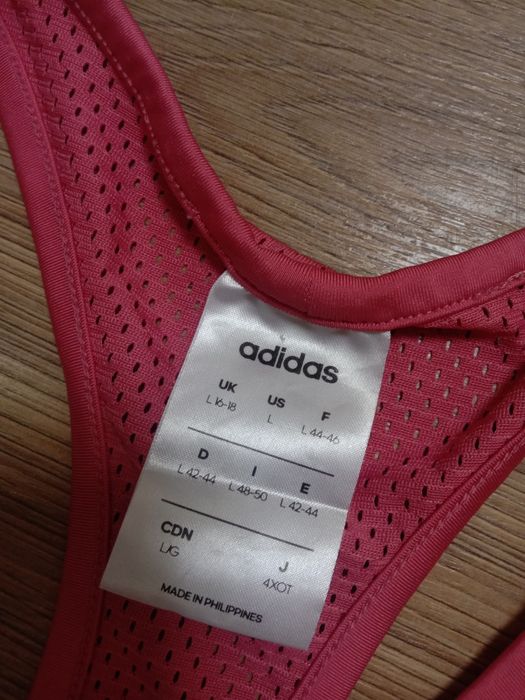 adidas
UK US F
L 16-18 L L 44-46
D I E
L 42-44 L 48-50 L 42-44
CDN J
L/G 4XOT
MADE IN PHILIPPINES